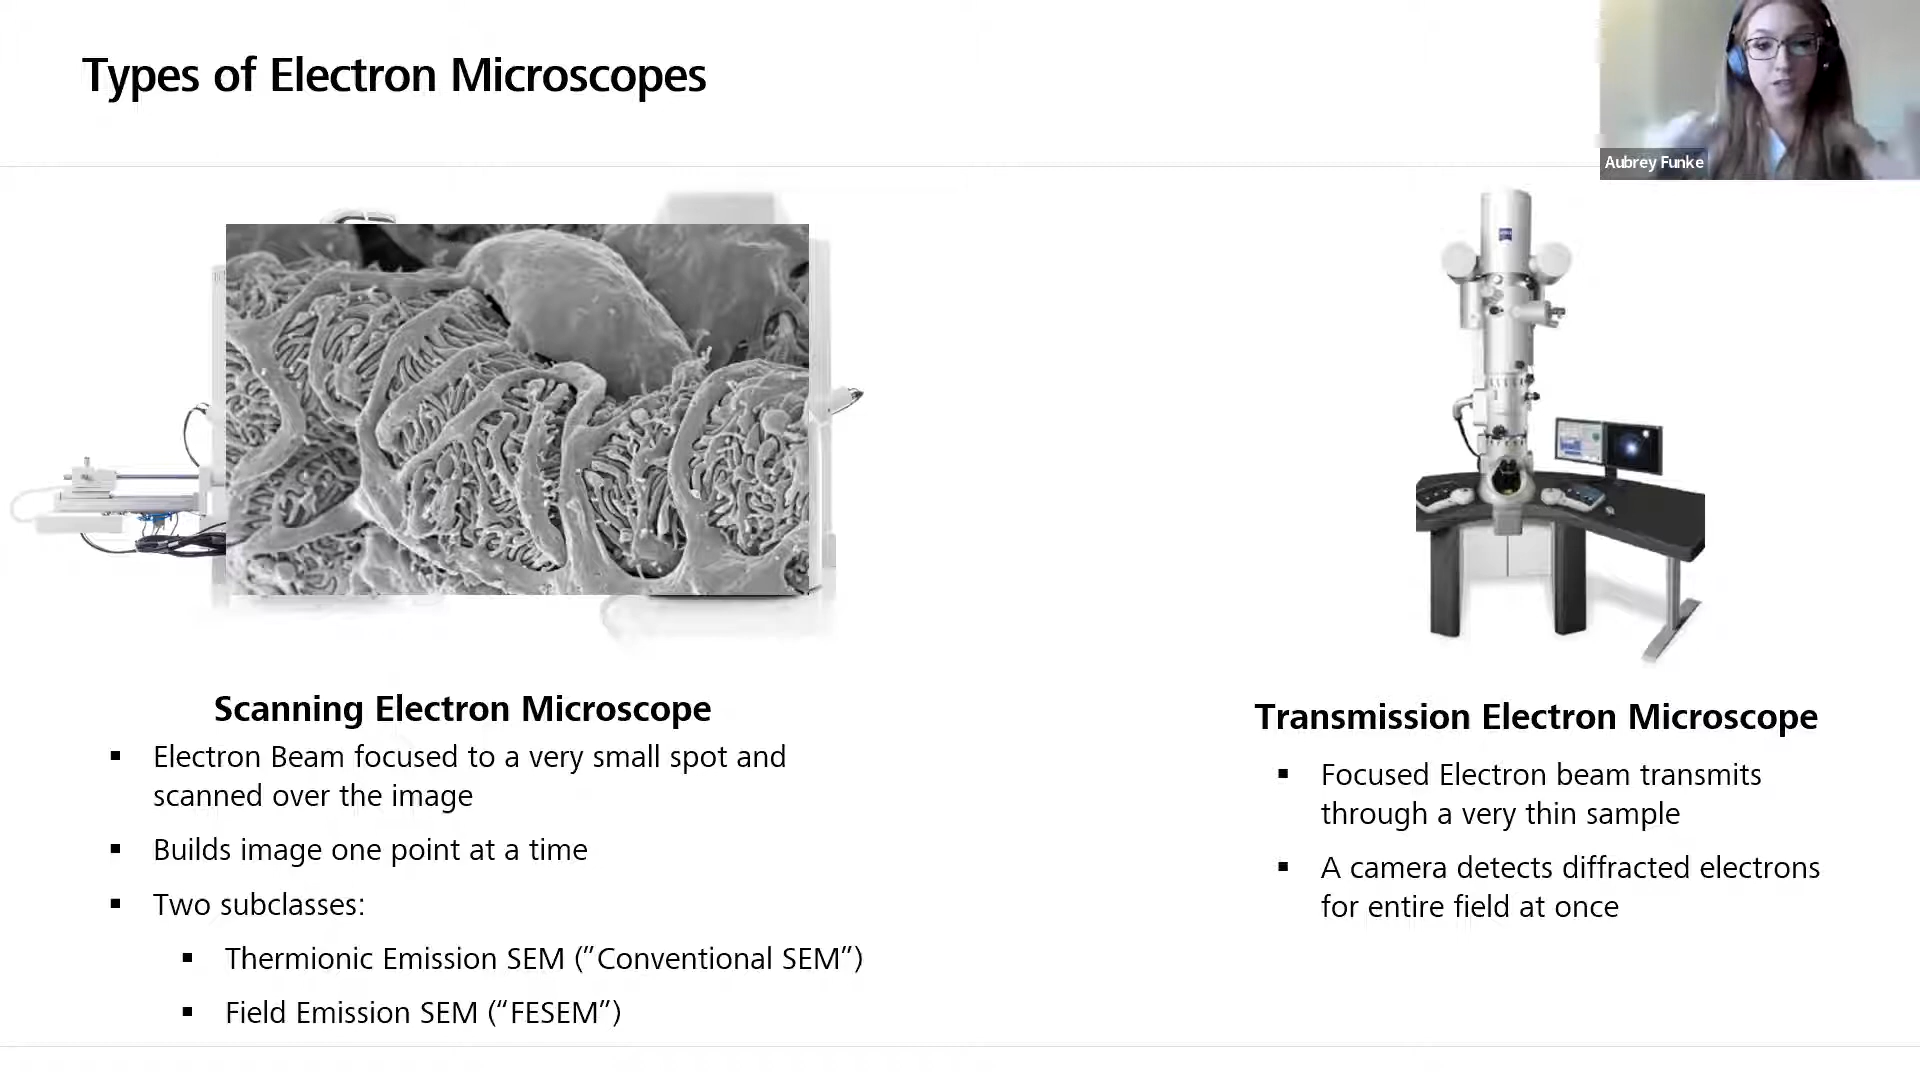 Types of Electron Microscopes
Aubrey Funke
Scanning Electron Microscope
▪ Electron Beam focused to a very small spot and
scanned over the image
▪ Builds image one point at a time
▪ Two subclasses:
▪ Thermionic Emission SEM (”Conventional SEM”)
▪ Field Emission SEM (“FESEM”)
Transmission Electron Microscope
▪ Focused Electron beam transmits
through a very thin sample
▪ A camera detects diffracted electrons
for entire field at once